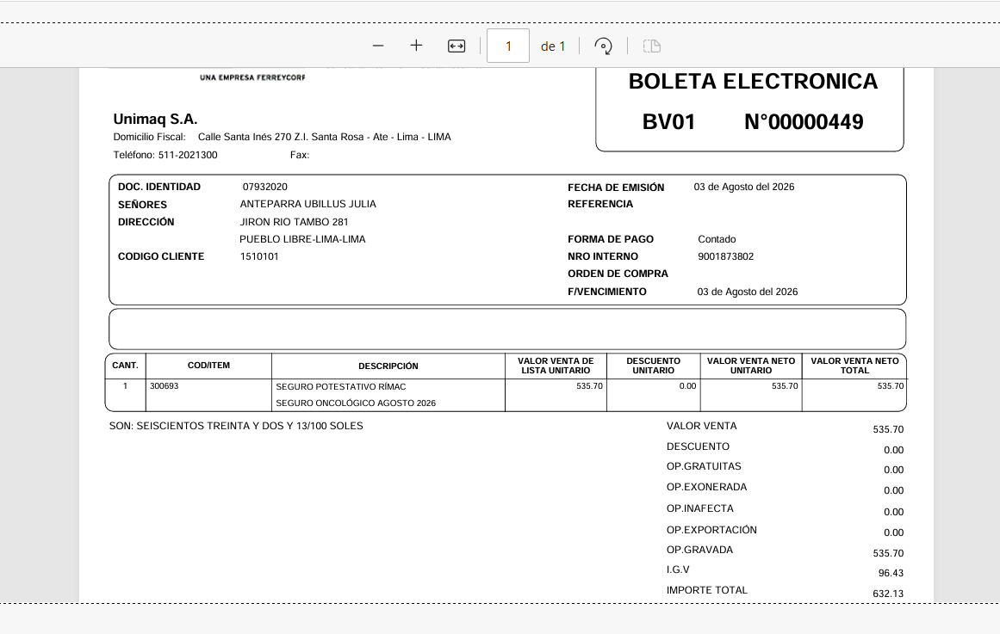 1 de 1
UNA EMPRESA FERREYCORP
BOLETA ELECTRONICA
BV01 N°00000449
Unimaq S.A.
Domicilio Fiscal: Calle Santa Inés 270 Z.I. Santa Rosa - Ate - Lima - LIMA
Teléfono: 511-2021300 Fax:
DOC. IDENTIDAD 07932020 FECHA DE EMISIÓN 03 de Agosto del 2026
SEÑORES ANTEPARRA UBILLUS JULIA REFERENCIA
DIRECCIÓN JIRON RIO TAMBO 281
PUEBLO LIBRE-LIMA-LIMA FORMA DE PAGO Contado
CODIGO CLIENTE 1510101 NRO INTERNO 9001873802
ORDEN DE COMPRA
F/VENCIMIENTO 03 de Agosto del 2026
CANT. COD/ITEM DESCRIPCIÓN VALOR VENTA DE LISTA UNITARIO DESCUENTO UNITARIO VALOR VENTA NETO UNITARIO VALOR VENTA NETO TOTAL
1 300693 SEGURO POTESTATIVO RÍMAC 535.70 0.00 535.70 535.70
SEGURO ONCOLÓGICO AGOSTO 2026
SON: SEISCIENTOS TREINTA Y DOS Y 13/100 SOLES VALOR VENTA 535.70
DESCUENTO 0.00
OP.GRATUITAS 0.00
OP.EXONERADA 0.00
OP.INAFECTA 0.00
OP.EXPORTACIÓN 0.00
OP.GRAVADA 535.70
I.G.V 96.43
IMPORTE TOTAL 632.13